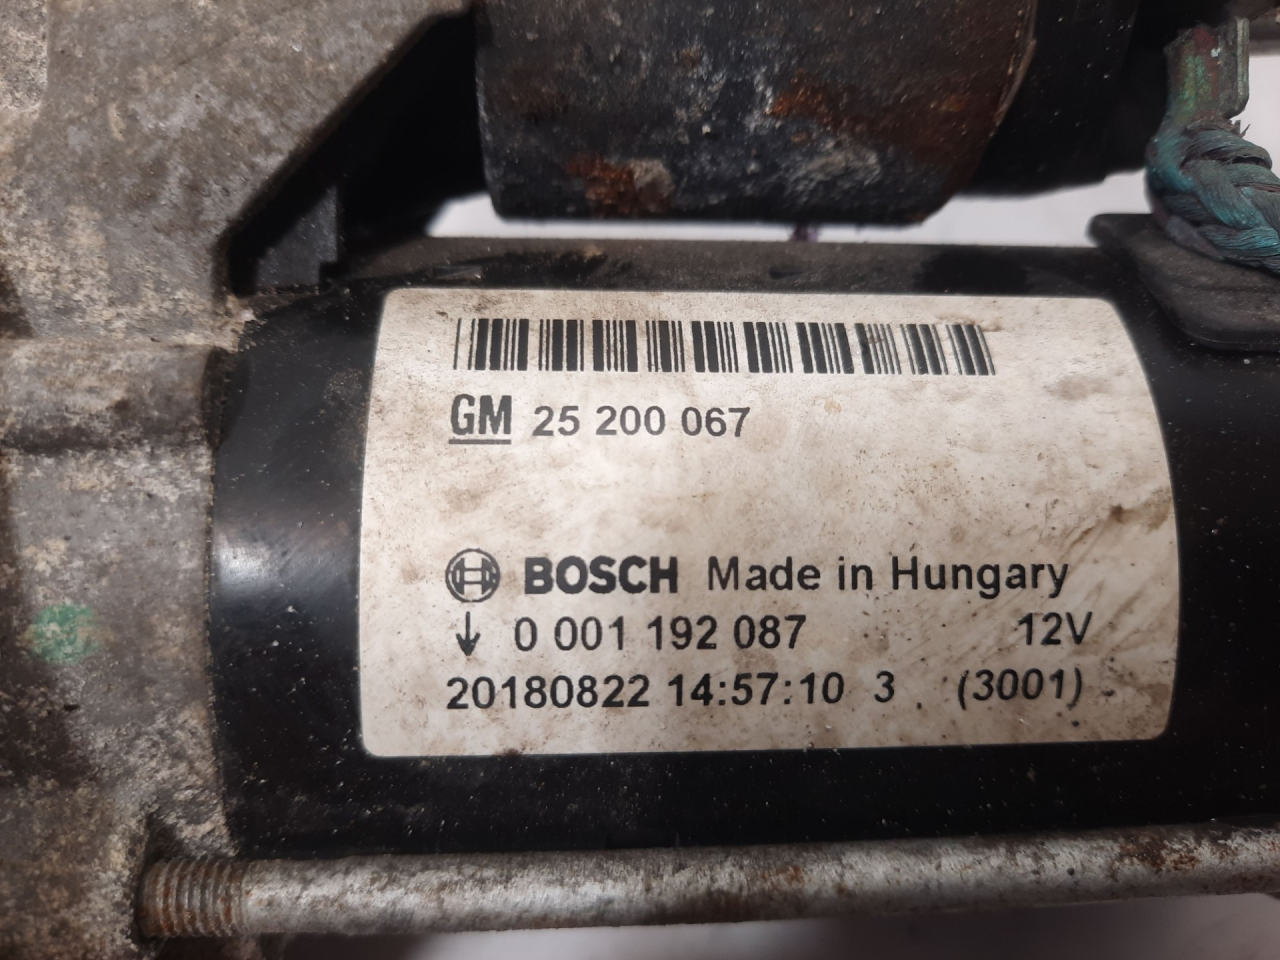 GM 25 200 067
BOSCH Made in Hungary
↓ 0 001 192 087 12V
20180822 14:57:10 3 (3001)